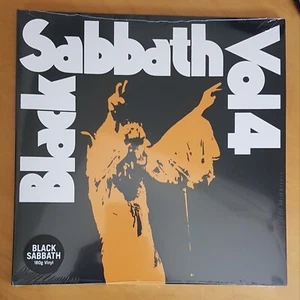 Black
Sabbath
Vol 4
BLACK
SABBATH
180g Vinyl